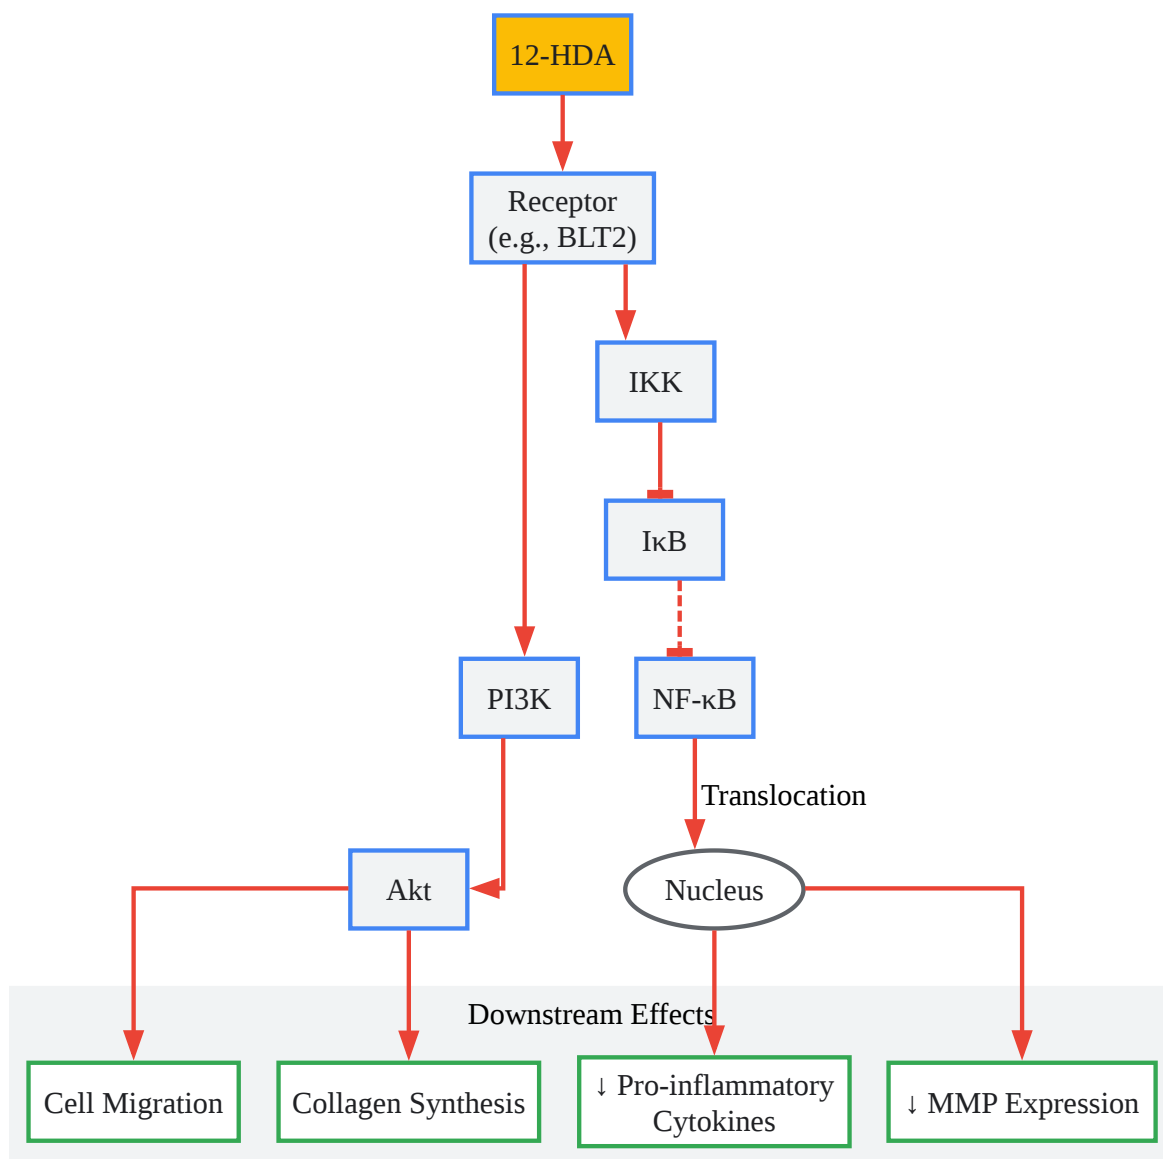 12-HDA
Receptor
(e.g., BLT2)
IKK
IκB
PI3K
NF-κB
Translocation
Akt
Nucleus
Downstream Effects
Cell Migration
Collagen Synthesis
↓ Pro-inflammatory
Cytokines
↓ MMP Expression